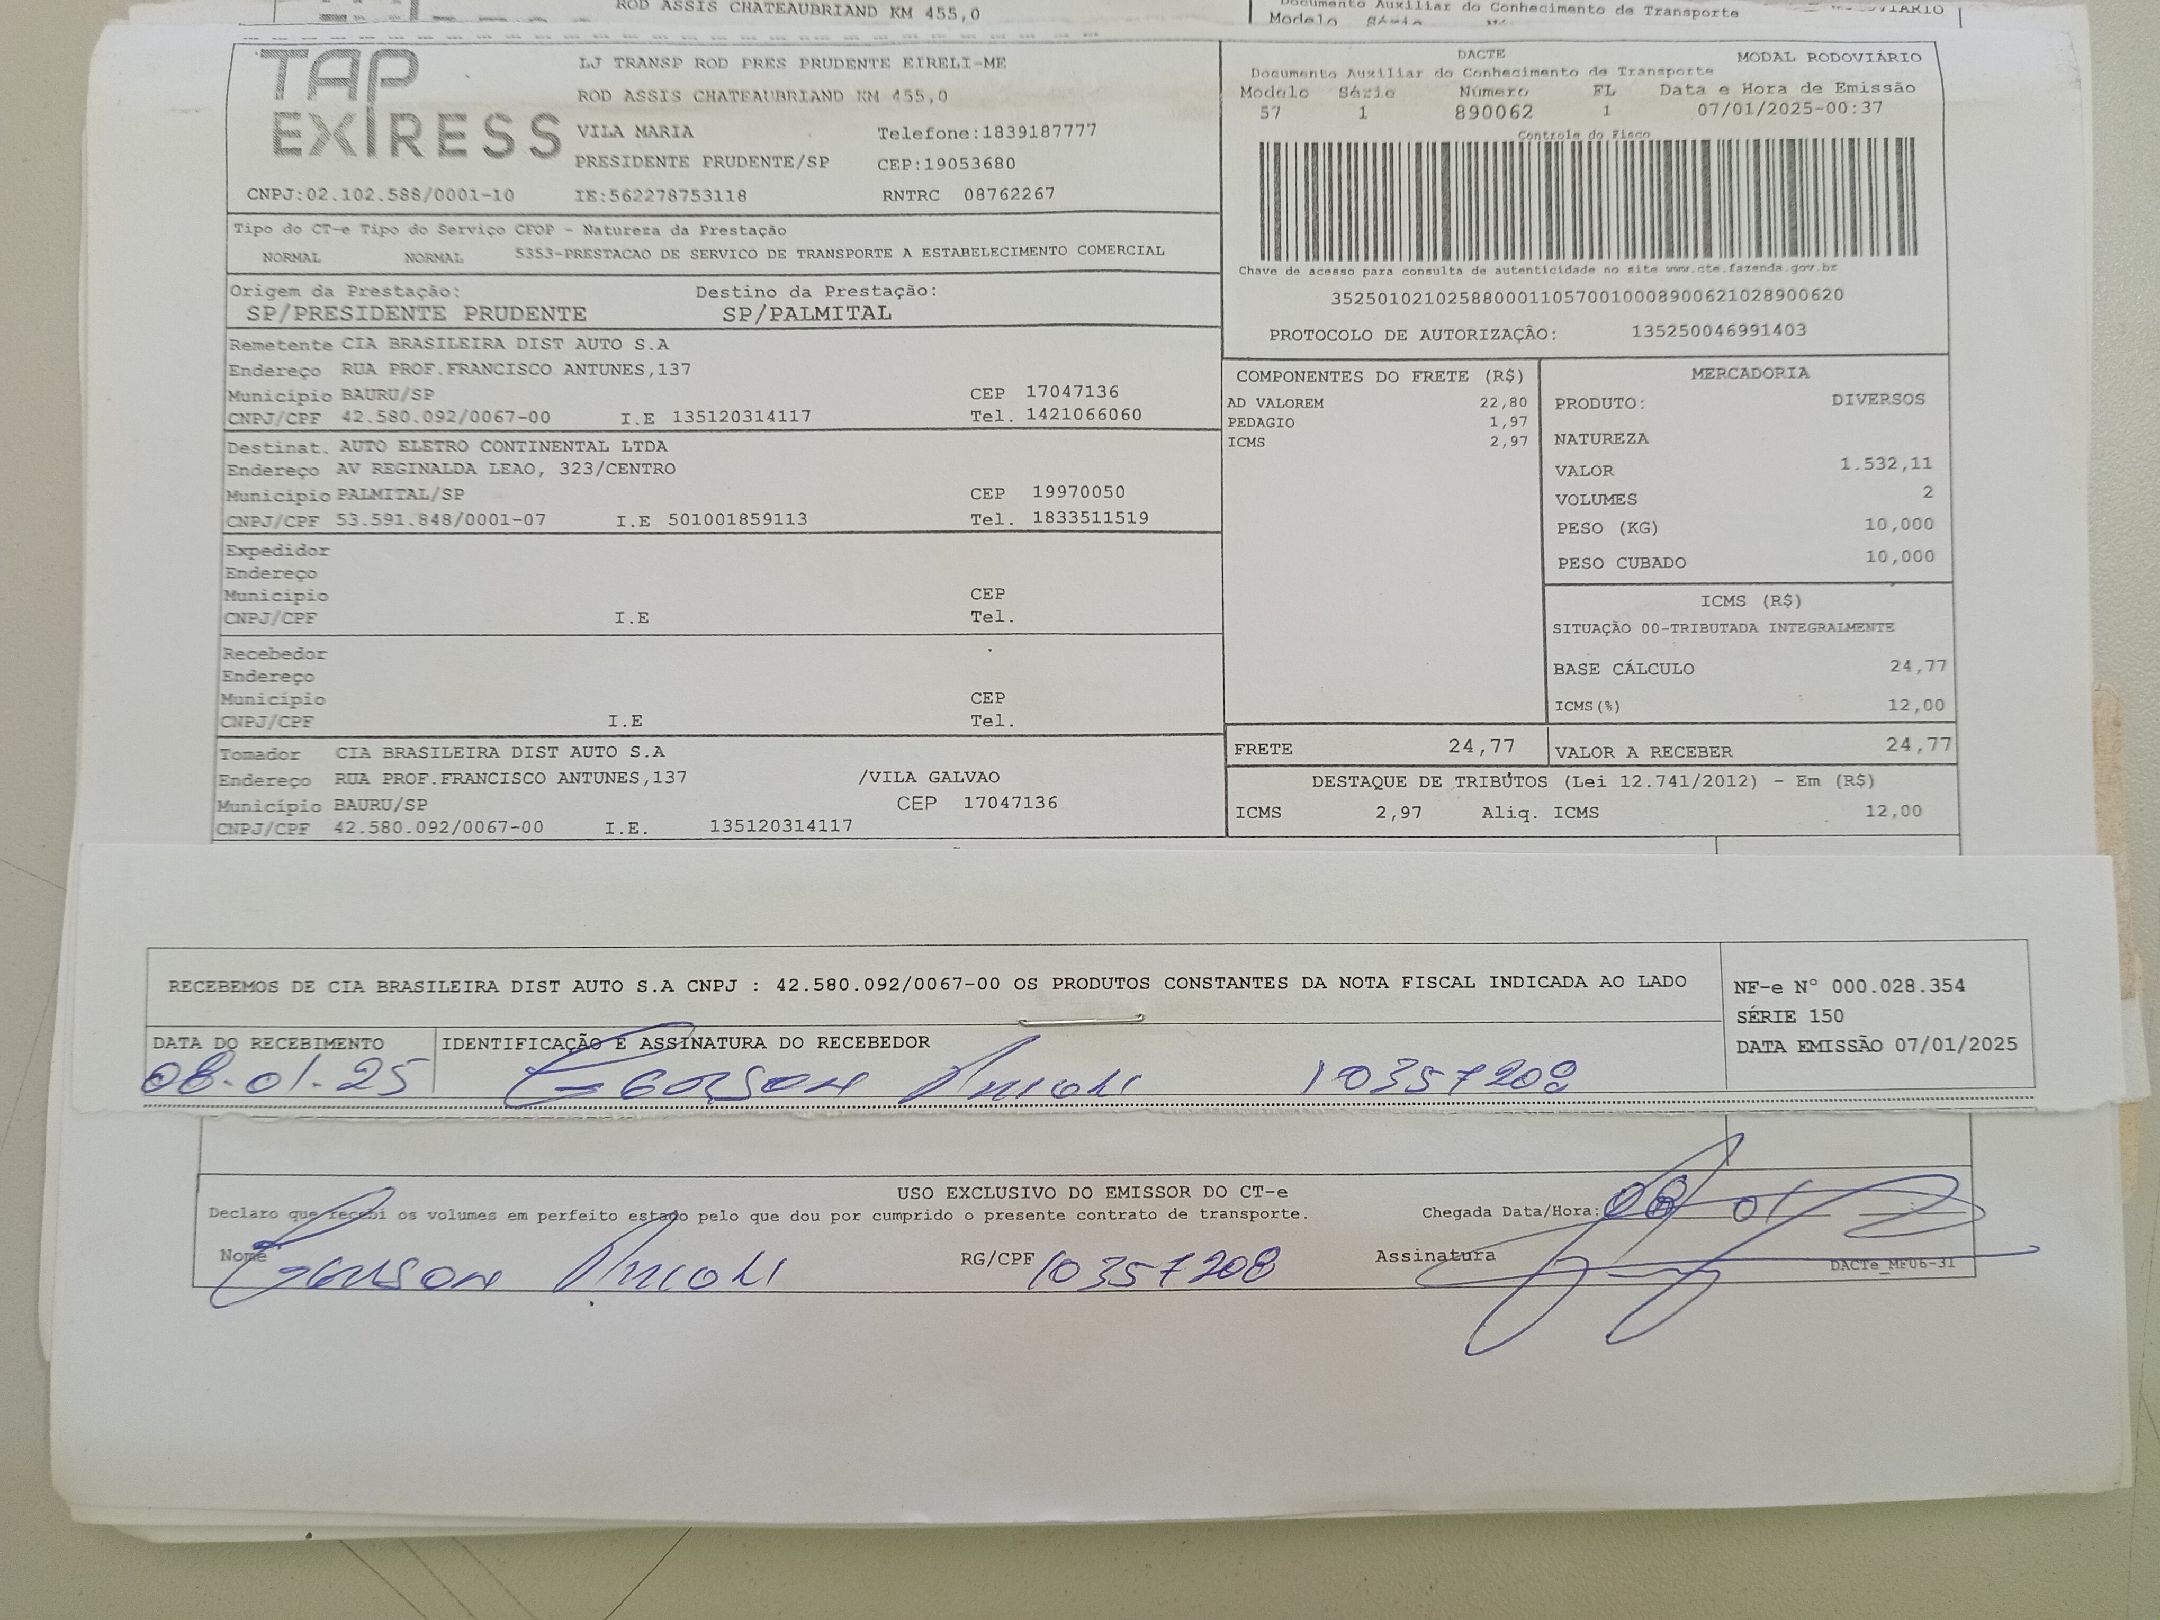 ROD ASSIS CHATEAUBRIAND KM 455,0
Documento Auxiliar do Conhecimento de Transporte
Modelo Série
TAP
EXPRESS
LJ TRANSP ROD PRES PRUDENTE EIRELI-ME
ROD ASSIS CHATEAUBRIAND KM 455,0
VILA MARIA Telefone:1839187777
PRESIDENTE PRUDENTE/SP CEP:19053680
CNPJ:02.102.588/0001-10 IE:562278753118 RNTRC 08762267
DACTE MODAL RODOVIÁRIO
Documento Auxiliar do Conhecimento de Transporte
Modelo Série Número FL Data e Hora de Emissão
57 1 890062 1 07/01/2025-00:37
Controle do Fisco
Chave de acesso para consulta de autenticidade no site www.cte.fazenda.gov.br
35250102102588000110570010008900621028900620
PROTOCOLO DE AUTORIZAÇÃO: 135250046991403
Tipo do CT-e Tipo do Serviço CFOP - Natureza da Prestação
NORMAL NORMAL 5353-PRESTACAO DE SERVICO DE TRANSPORTE A ESTABELECIMENTO COMERCIAL
Origem da Prestação: Destino da Prestação:
SP/PRESIDENTE PRUDENTE SP/PALMITAL
Remetente CIA BRASILEIRA DIST AUTO S.A
Endereço RUA PROF.FRANCISCO ANTUNES,137
Município BAURU/SP CEP 17047136
CNPJ/CPF 42.580.092/0067-00 I.E 135120314117 Tel. 1421066060
Destinat. AUTO ELETRO CONTINENTAL LTDA
Endereço AV REGINALDA LEAO, 323/CENTRO
Município PALMITAL/SP CEP 19970050
CNPJ/CPF 53.591.848/0001-07 I.E 501001859113 Tel. 1833511519
Expedidor
Endereço
Município CEP
CNPJ/CPF I.E Tel.
Recebedor
Endereço
Município CEP
CNPJ/CPF I.E Tel.
Tomador CIA BRASILEIRA DIST AUTO S.A
Endereço RUA PROF.FRANCISCO ANTUNES,137 /VILA GALVAO
Município BAURU/SP CEP 17047136
CNPJ/CPF 42.580.092/0067-00 I.E. 135120314117
COMPONENTES DO FRETE (R$)
AD VALOREM 22,80
PEDAGIO 1,97
ICMS 2,97
MERCADORIA
PRODUTO: DIVERSOS
NATUREZA
VALOR 1.532,11
VOLUMES 2
PESO (KG) 10,000
PESO CUBADO 10,000
ICMS (R$)
SITUAÇÃO 00-TRIBUTADA INTEGRALMENTE
BASE CÁLCULO 24,77
ICMS(%) 12,00
FRETE 24,77 VALOR A RECEBER 24,77
DESTAQUE DE TRIBUTOS (Lei 12.741/2012) - Em (R$)
ICMS 2,97 Aliq. ICMS 12,00
RECEBEMOS DE CIA BRASILEIRA DIST AUTO S.A CNPJ : 42.580.092/0067-00 OS PRODUTOS CONSTANTES DA NOTA FISCAL INDICADA AO LADO
NF-e N° 000.028.354
SÉRIE 150
DATA EMISSÃO 07/01/2025
DATA DO RECEBIMENTO IDENTIFICAÇÃO E ASSINATURA DO RECEBEDOR
08.01.25 Gerson 10357208
USO EXCLUSIVO DO EMISSOR DO CT-e
Declaro que recebi os volumes em perfeito estado pelo que dou por cumprido o presente contrato de transporte. Chegada Data/Hora: 08 01
Nome Gerson RG/CPF 10357208 Assinatura DACTe_MF06-31